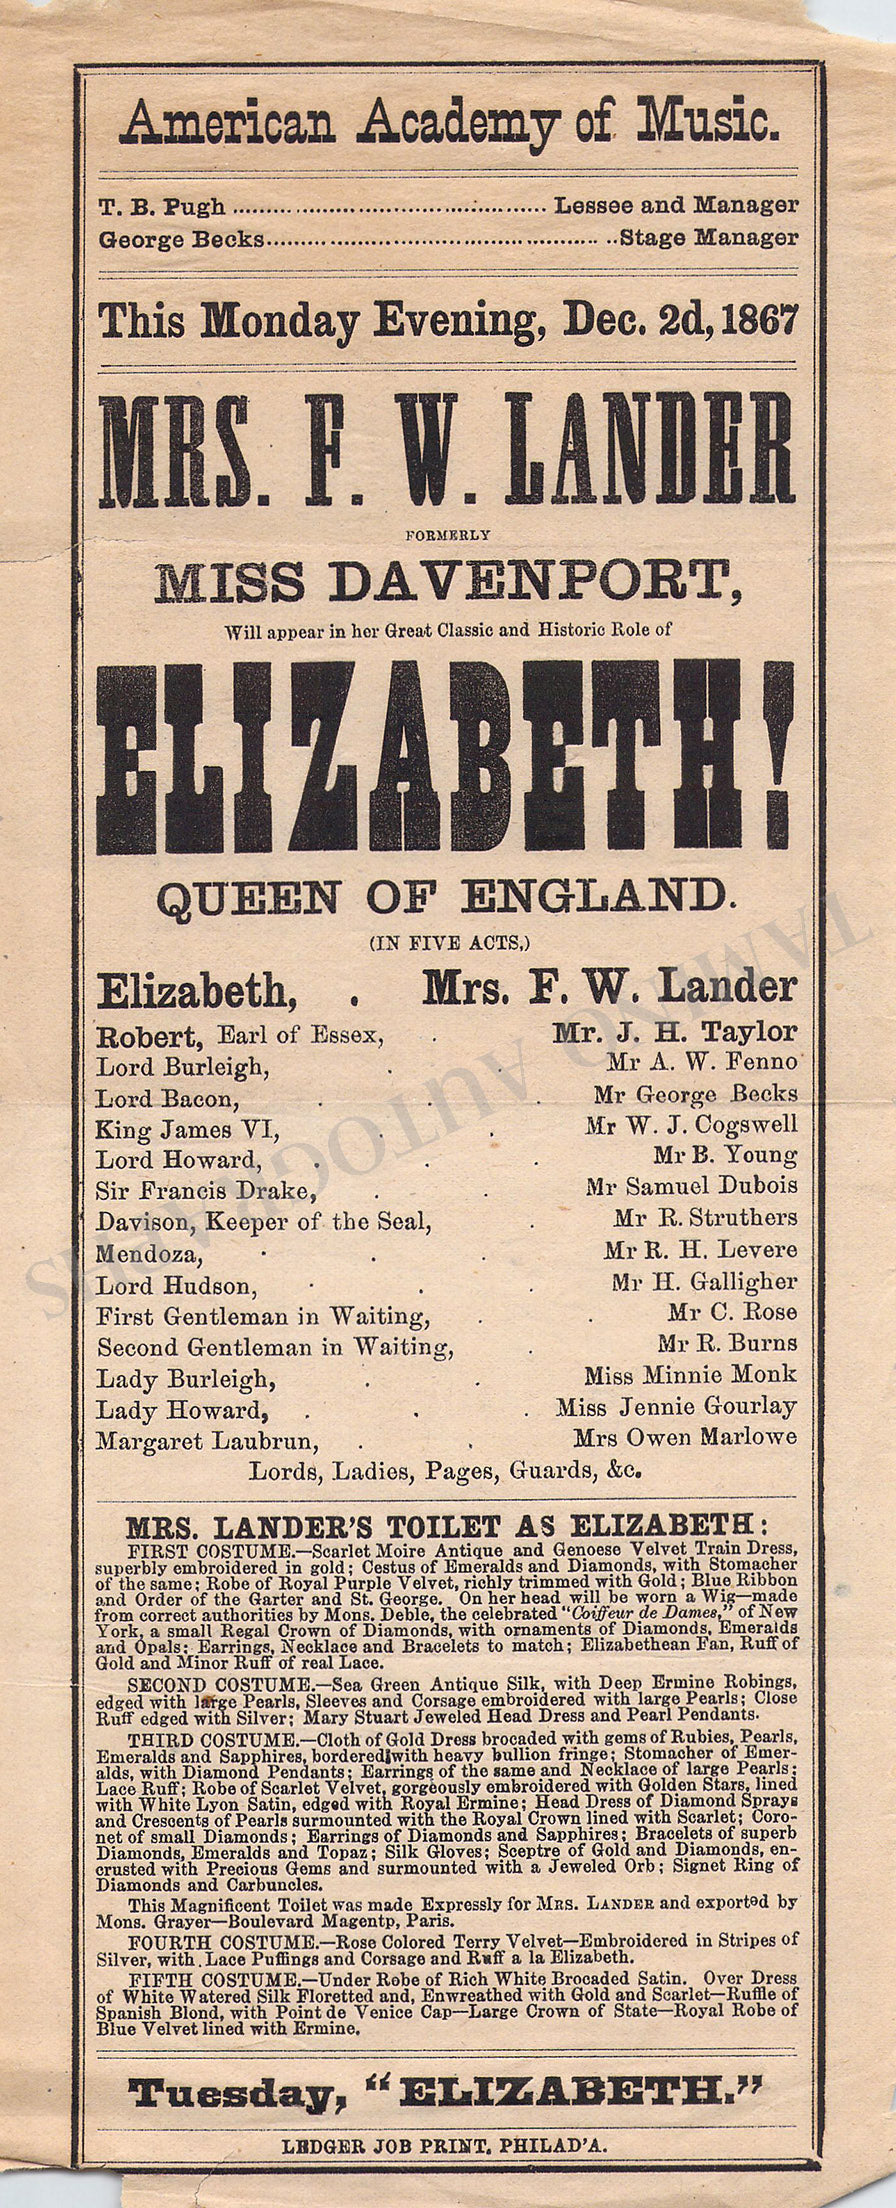 American Academy of Music.
T. B. Pugh ........................................ Lessee and Manager
George Becks ........................................ Stage Manager
This Monday Evening, Dec. 2d, 1867
MRS. F. W. LANDER
FORMERLY
MISS DAVENPORT,
Will appear in her Great Classic and Historic Role of
ELIZABETH!
QUEEN OF ENGLAND.
(IN FIVE ACTS,)
Elizabeth, . Mrs. F. W. Lander
Robert, Earl of Essex, . Mr. J. H. Taylor
Lord Burleigh, . . Mr A. W. Fenno
Lord Bacon, . . . Mr George Becks
King James VI, . . Mr W. J. Cogswell
Lord Howard, . . . Mr B. Young
Sir Francis Drake, . . Mr Samuel Dubois
Davison, Keeper of the Seal, . Mr R. Struthers
Mendoza, . . . Mr R. H. Levere
Lord Hudson, . . . Mr H. Galligher
First Gentleman in Waiting, . . Mr C. Rose
Second Gentleman in Waiting, . Mr R. Burns
Lady Burleigh, . . Miss Minnie Monk
Lady Howard, . . . Miss Jennie Gourlay
Margaret Laubrun, . . Mrs Owen Marlowe
Lords, Ladies, Pages, Guards, &c.
MRS. LANDER'S TOILET AS ELIZABETH:
FIRST COSTUME.—Scarlet Moire Antique and Genoese Velvet Train Dress,
superbly embroidered in gold; Cestus of Emeralds and Diamonds, with Stomacher
of the same; Robe of Royal Purple Velvet, richly trimmed with Gold; Blue Ribbon
and Order of the Garter and St. George. On her head will be worn a Wig—made
from correct authorities by Mons. Deble, the celebrated "Coiffeur de Dames," of New
York, a small Regal Crown of Diamonds, with ornaments of Diamonds, Emeralds
and Opals; Earrings, Necklace and Bracelets to match; Elizabethean Fan, Ruff of
Gold and Minor Ruff of real Lace.
SECOND COSTUME.—Sea Green Antique Silk, with Deep Ermine Robings,
edged with large Pearls, Sleeves and Corsage embroidered with large Pearls; Close
Ruff edged with Silver; Mary Stuart Jeweled Head Dress and Pearl Pendants.
THIRD COSTUME.—Cloth of Gold Dress brocaded with gems of Rubies, Pearls,
Emeralds and Sapphires, bordered with heavy bullion fringe; Stomacher of Emer-
alds, with Diamond Pendants; Earrings of the same and Necklace of large Pearls;
Lace Ruff; Robe of Scarlet Velvet, gorgeously embroidered with Golden Stars, lined
with White Lyon Satin, edged with Royal Ermine; Head Dress of Diamond Sprays
and Crescents of Pearls surmounted with the Royal Crown lined with Scarlet; Coro-
net of small Diamonds; Earrings of Diamonds and Sapphires; Bracelets of superb
Diamonds, Emeralds and Topaz; Silk Gloves; Sceptre of Gold and Diamonds, en-
crusted with Precious Gems and surmounted with a Jeweled Orb; Signet Ring of
Diamonds and Carbuncles.
This Magnificent Toilet was made Expressly for MRS. LANDER and exported by
Mons. Grayer—Boulevard Magentp, Paris.
FOURTH COSTUME.—Rose Colored Terry Velvet—Embroidered in Stripes of
Silver, with Lace Puffings and Corsage and Ruff a la Elizabeth.
FIFTH COSTUME.—Under Robe of Rich White Brocaded Satin. Over Dress
of White Watered Silk Floretted and, Enwreathed with Gold and Scarlet—Ruffle of
Spanish Blond, with Point de Venice Cap—Large Crown of State—Royal Robe of
Blue Velvet lined with Ermine.
Tuesday, "ELIZABETH."
LEDGER JOB PRINT, PHILAD'A.
TAMINO AUTOGRAPHS